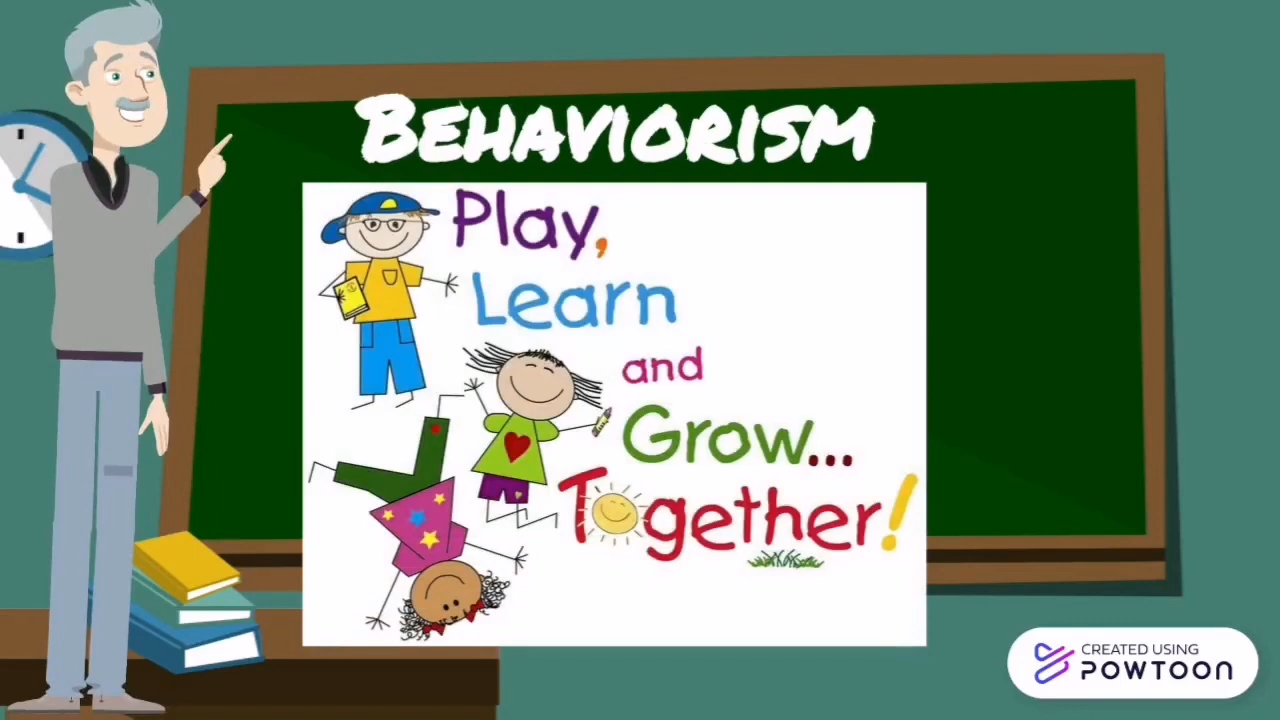 BEHAVIORISM
Play,
Learn
and
Grow...
Together!
CREATED USING
POWTOON